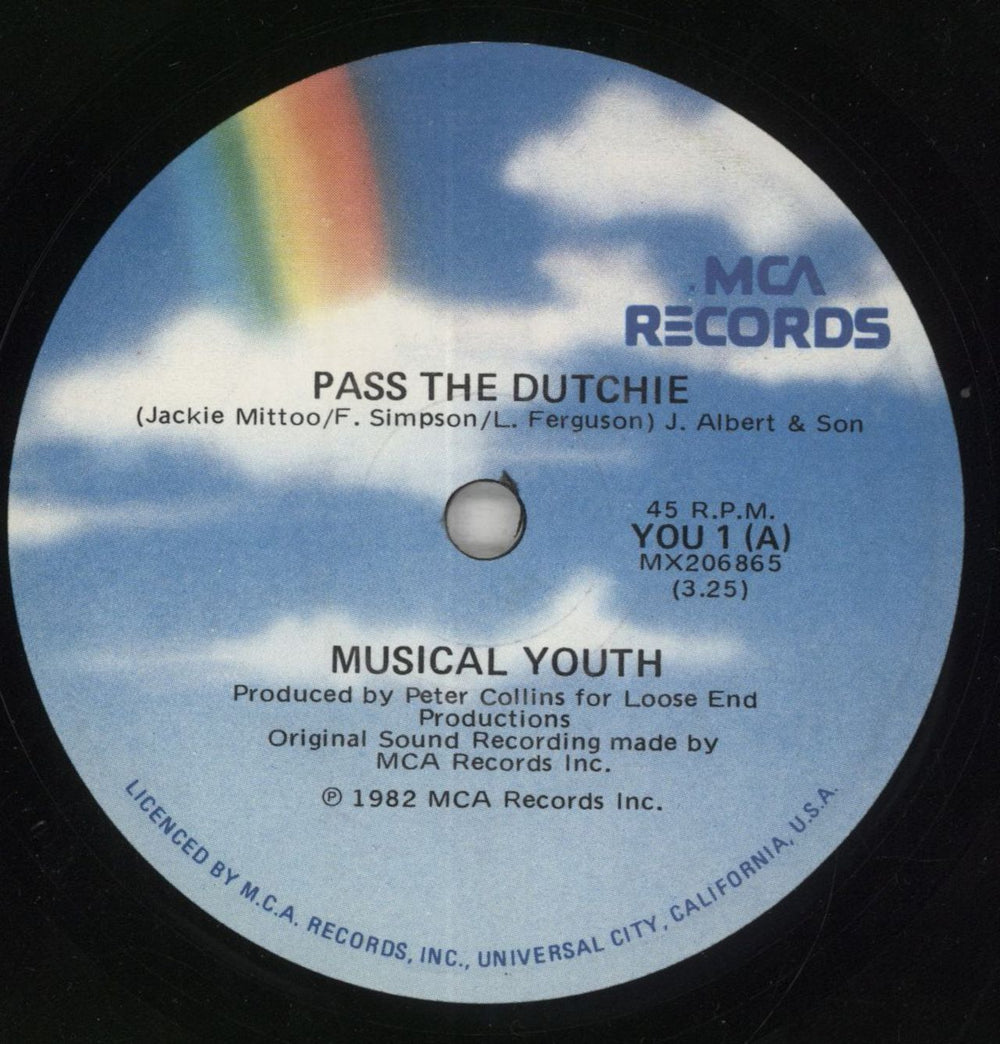 MCA
RECORDS
PASS THE DUTCHIE
(Jackie Mittoo/F. Simpson/L. Ferguson) J. Albert & Son
45 R.P.M.
YOU 1 (A)
MX206865
(3.25)
MUSICAL YOUTH
Produced by Peter Collins for Loose End
Productions
Original Sound Recording made by
MCA Records Inc.
℗ 1982 MCA Records Inc.
LICENCED BY M.C.A. RECORDS, INC., UNIVERSAL CITY, CALIFORNIA, U.S.A.